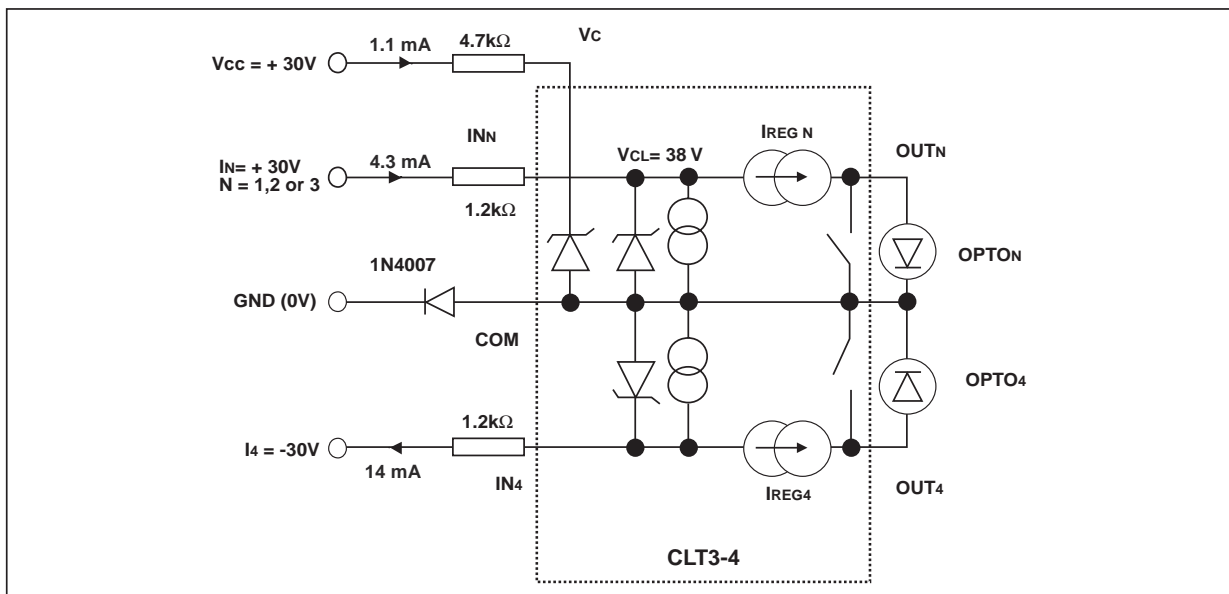 Vc
1.1 mA
4.7kΩ
Vcc = + 30V
INN
IREG N
OUTN
VCL= 38 V
IN= + 30V
N = 1,2 or 3
4.3 mA
1.2kΩ
OPTON
1N4007
GND (0V)
COM
OPTO4
1.2kΩ
I4 = -30V
14 mA
IN4
IREG4
OUT4
CLT3-4